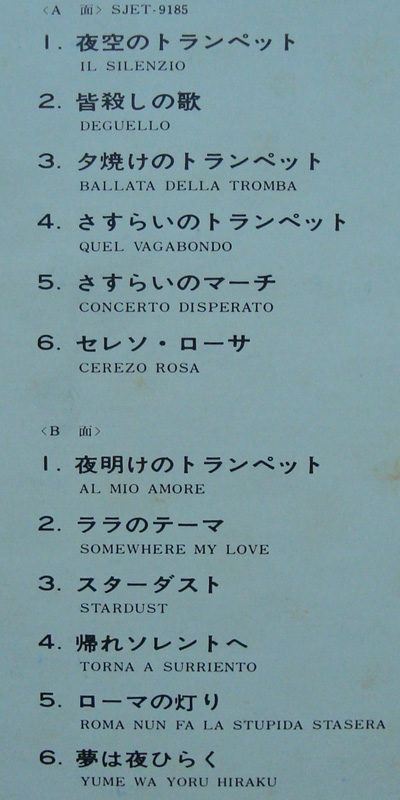 〈A 面〉 SJET-9185
1. 夜空のトランペット
IL SILENZIO
2. 皆殺しの歌
DEGUELLO
3. 夕焼けのトランペット
BALLATA DELLA TROMBA
4. さすらいのトランペット
QUEL VAGABONDO
5. さすらいのマーチ
CONCERTO DISPERATO
6. セレソ・ローサ
CEREZO ROSA
〈B 面〉
1. 夜明けのトランペット
AL MIO AMORE
2. ララのテーマ
SOMEWHERE MY LOVE
3. スターダスト
STARDUST
4. 帰れソレントへ
TORNA A SURRIENTO
5. ローマの灯り
ROMA NUN FA LA STUPIDA STASERA
6. 夢は夜ひらく
YUME WA YORU HIRAKU